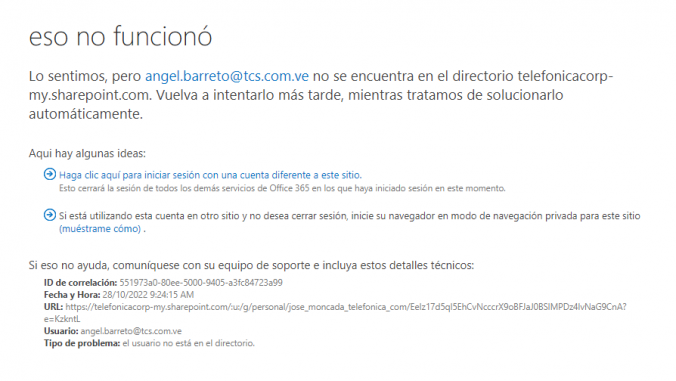 eso no funcionó
Lo sentimos, pero angel.barreto@tcs.com.ve no se encuentra en el directorio telefonicacorp-
my.sharepoint.com. Vuelva a intentarlo más tarde, mientras tratamos de solucionarlo
automáticamente.
Aqui hay algunas ideas:
Haga clic aquí para iniciar sesión con una cuenta diferente a este sitio.
Esto cerrará la sesión de todos los demás servicios de Office 365 en los que haya iniciado sesión en este momento.
Si está utilizando esta cuenta en otro sitio y no desea cerrar sesión, inicie su navegador en modo de navegación privada para este sitio
(muéstrame cómo) .
Si eso no ayuda, comuníquese con su equipo de soporte e incluya estos detalles técnicos:
ID de correlación: 551973a0-80ee-5000-9405-a3fc84723a99
Fecha y Hora: 28/10/2022 9:24:15 AM
URL: https://telefonicacorp-my.sharepoint.com/:u:/g/personal/jose_moncada_telefonica_com/EeIz17d5qI5EhCvNcccrX9oBFJaJ0BSIMPDz4IvNaG9CnA?
e=KzkntL
Usuario: angel.barreto@tcs.com.ve
Tipo de problema: el usuario no está en el directorio.